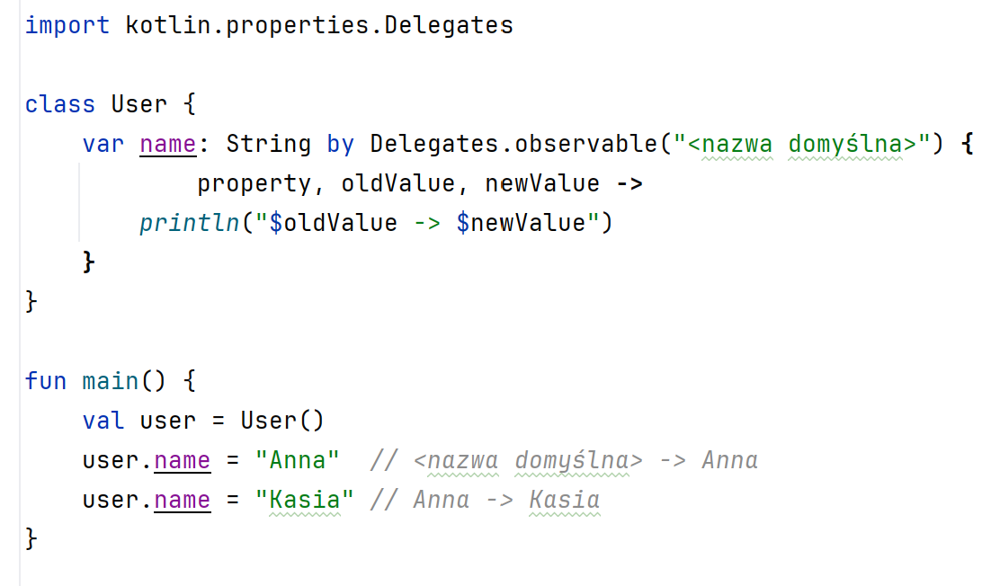 import kotlin.properties.Delegates
class User {
    var name: String by Delegates.observable("<nazwa domyślna>") {
            property, oldValue, newValue ->
        println("$oldValue -> $newValue")
    }
}
fun main() {
    val user = User()
    user.name = "Anna"  // <nazwa domyślna> -> Anna
    user.name = "Kasia" // Anna -> Kasia
}